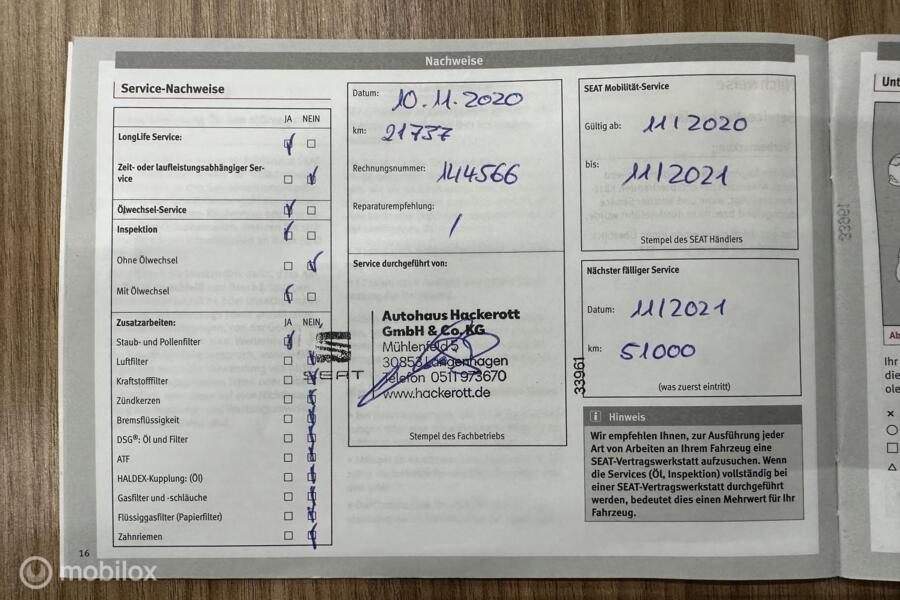 Nachweise
Service-Nachweise
JA NEIN
LongLife Service:
Zeit- oder laufleistungsabhängiger Ser-
vice
Ölwechsel-Service
Inspektion
Ohne Ölwechsel
Mit Ölwechsel
Zusatzarbeiten: JA NEIN
Staub- und Pollenfilter
Luftfilter
Kraftstofffilter
Zündkerzen
Bremsflüssigkeit
DSG®: Öl und Filter
ATF
HALDEX-Kupplung: (Öl)
Gasfilter und -schläuche
Flüssiggasfilter (Papierfilter)
Zahnriemen
16
Datum: 10.11.2020
km: 21737
Rechnungsnummer: 144566
Reparaturempfehlung: /
Service durchgeführt von:
SEAT
Autohaus Hackerott
GmbH & Co. KG
Mühlenfeld 5
30853 Langenhagen
Telefon 0511 973670
www.hackerott.de
Stempel des Fachbetriebs
SEAT Mobilität-Service
Gültig ab: 11/2020
bis: 11/2021
Stempel des SEAT Händlers
Nächster fälliger Service
Datum: 11/2021
km: 51000
(was zuerst eintritt)
33961
i Hinweis
Wir empfehlen Ihnen, zur Ausführung jeder
Art von Arbeiten an Ihrem Fahrzeug eine
SEAT-Vertragswerkstatt aufzusuchen. Wenn
die Services (Öl, Inspektion) vollständig bei
einer SEAT-Vertragswerkstatt durchgeführt
werden, bedeutet dies einen Mehrwert für Ihr
Fahrzeug.
Unt
Ab
Ihr
die
ole
mobilox